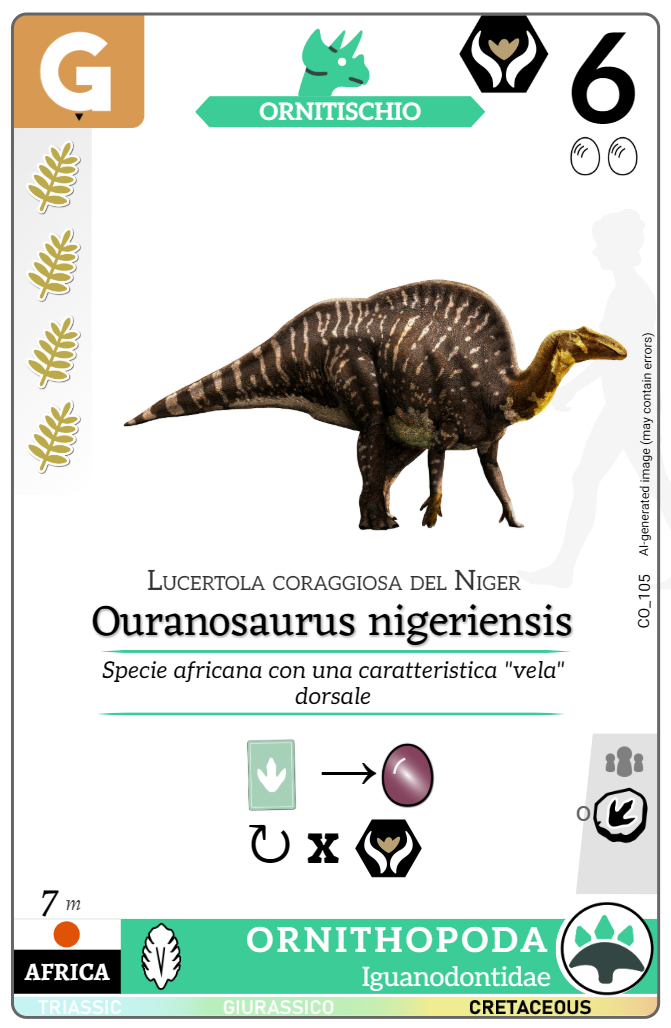 G
ORNITISCHIO
6
AI-generated image (may contain errors)
CO_105
Lucertola coraggiosa del Niger
Ouranosaurus nigeriensis
Specie africana con una caratteristica "vela"
dorsale
x
O
7 m
AFRICA
ORNITHOPODA
Iguanodontidae
TRIASSIC
GIURASSICO
CRETACEOUS